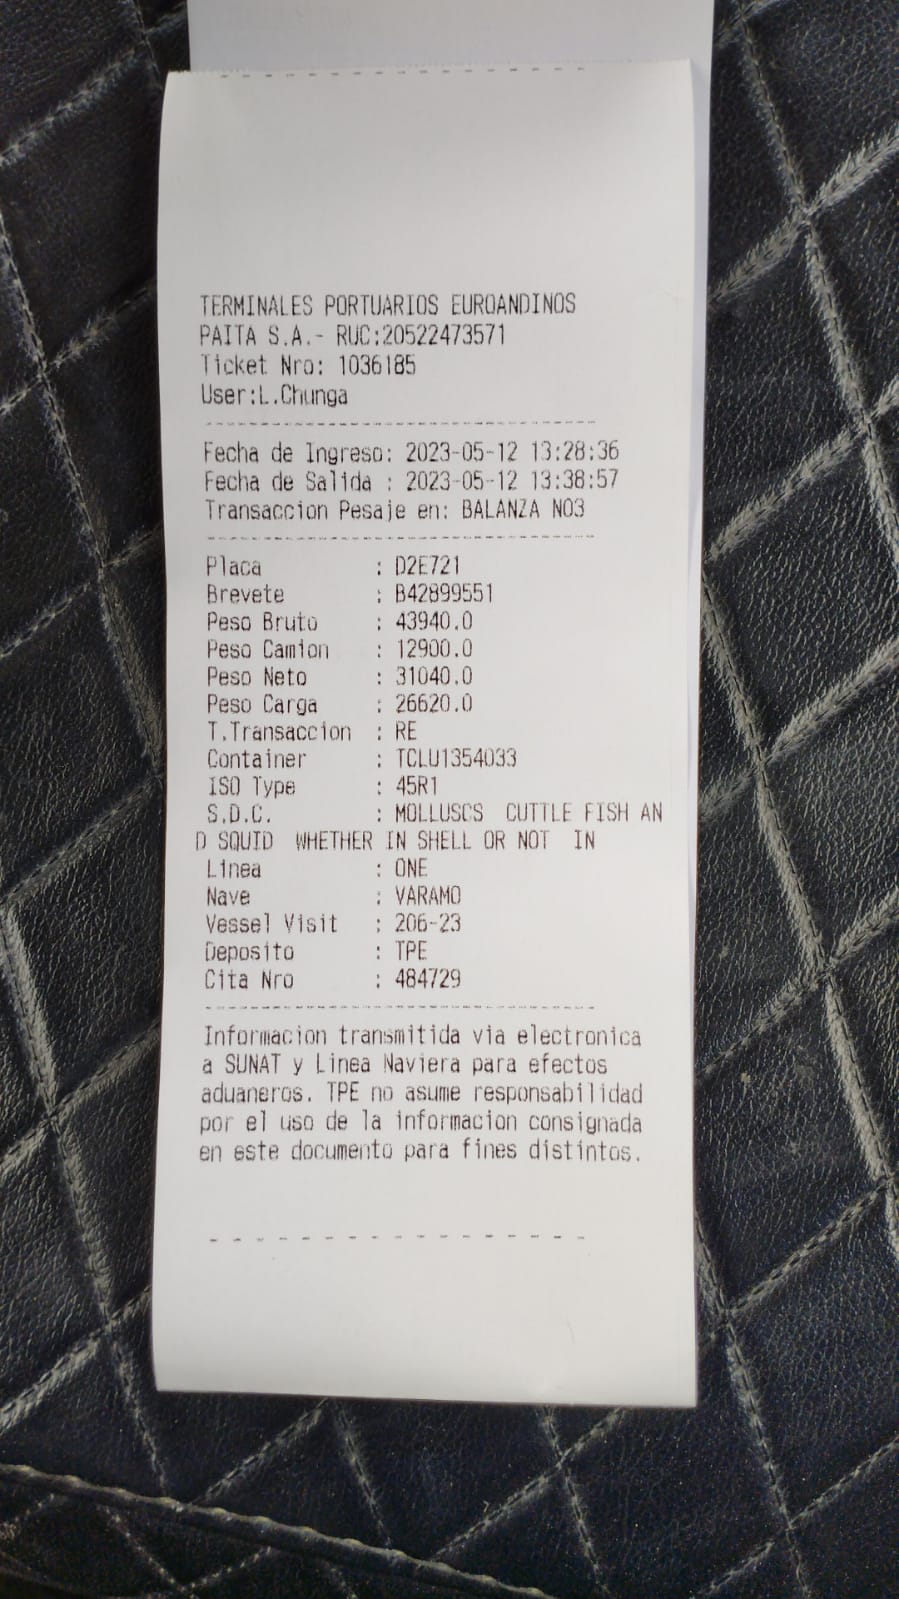 TERMINALES PORTUARIOS EUROANDINOS
PAITA S.A.- RUC:20522473571
Ticket Nro: 1036185
User:L.Chunga
Fecha de Ingreso: 2023-05-12 13:28:36
Fecha de Salida : 2023-05-12 13:38:57
Transaccion Pesaje en: BALANZA NO3
Placa : D2E721
Brevete : B42899551
Peso Bruto : 43940.0
Peso Camion : 12900.0
Peso Neto : 31040.0
Peso Carga : 26620.0
T.Transaccion : RE
Container : TCLU1354033
ISO Type : 45R1
S.D.C. : MOLLUSCS CUTTLE FISH AN
D SQUID WHETHER IN SHELL OR NOT IN
Linea : ONE
Nave : VARAMO
Vessel Visit : 206-23
Deposito : TPE
Cita Nro : 484729
Informacion transmitida via electronica
a SUNAT y Linea Naviera para efectos
aduaneros. TPE no asume responsabilidad
por el uso de la informacion consignada
en este documento para fines distintos.